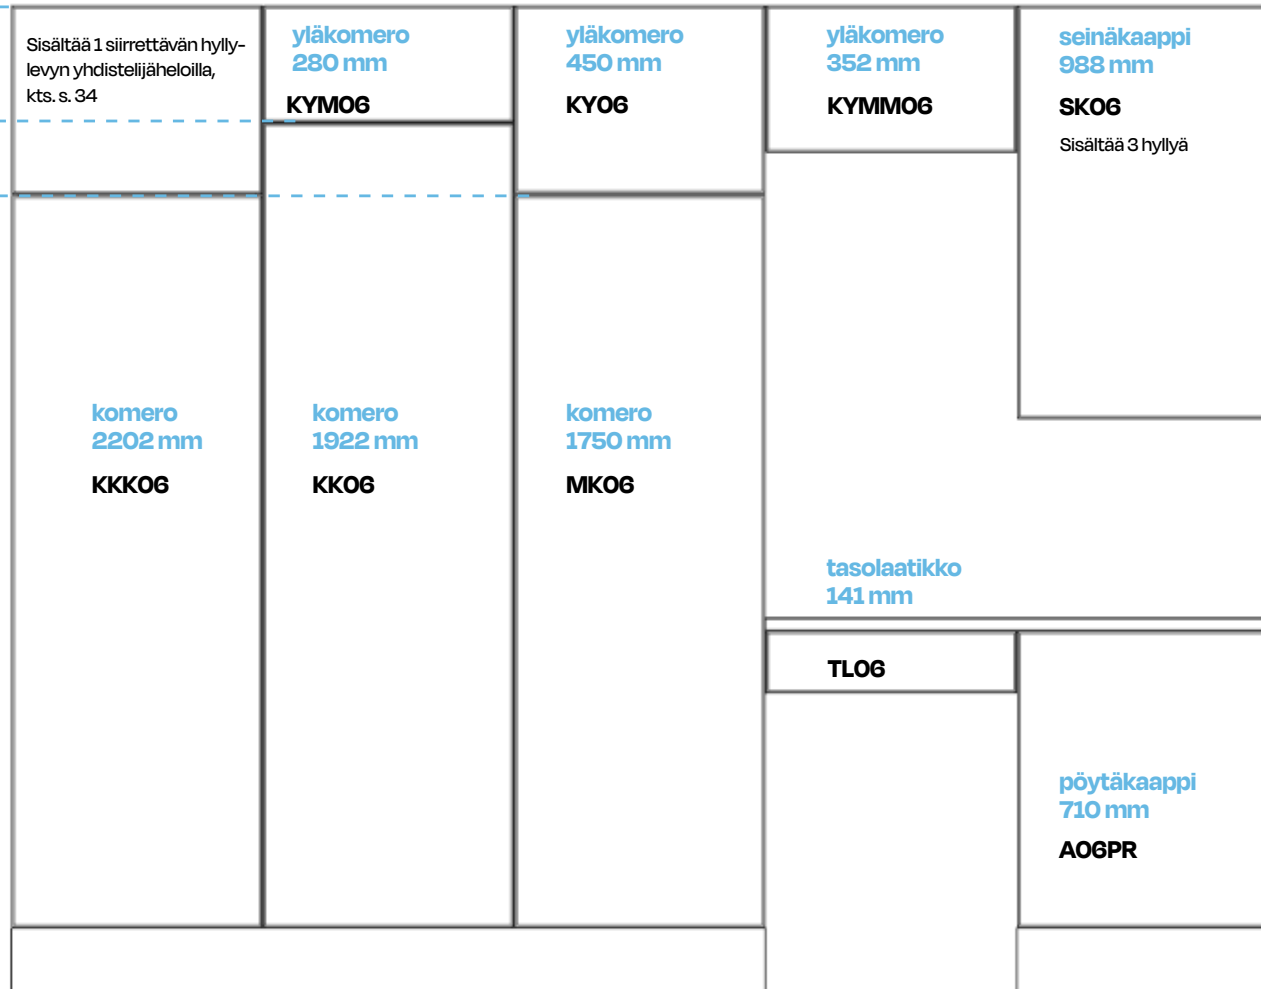 Sisältää 1 siirrettävän hylly-
levyn yhdistelijäheloilla,
kts. s. 34
yläkomero
280 mm
KYM06
yläkomero
450 mm
KY06
yläkomero
352 mm
KYMM06
seinäkaappi
988 mm
SK06
Sisältää 3 hyllyä
komero
2202 mm
KKK06
komero
1922 mm
KK06
komero
1750 mm
MK06
tasolaatikko
141 mm
TL06
pöytäkaappi
710 mm
A06PR